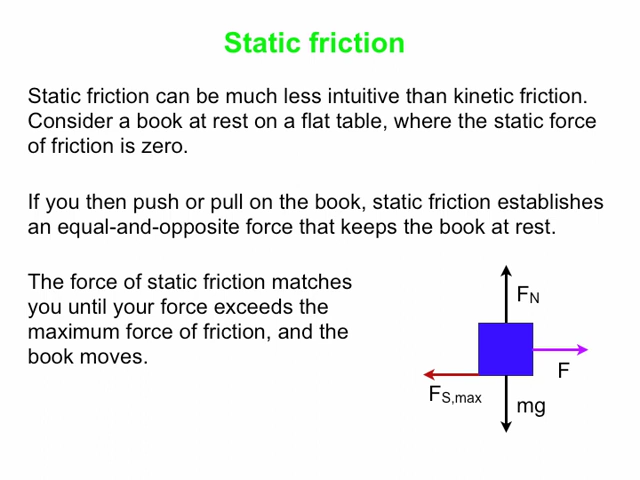 Static friction
Static friction can be much less intuitive than kinetic friction.
Consider a book at rest on a flat table, where the static force
of friction is zero.
If you then push or pull on the book, static friction establishes
an equal-and-opposite force that keeps the book at rest.
The force of static friction matches
you until your force exceeds the
maximum force of friction, and the
book moves.
FN
F
FS,max
mg